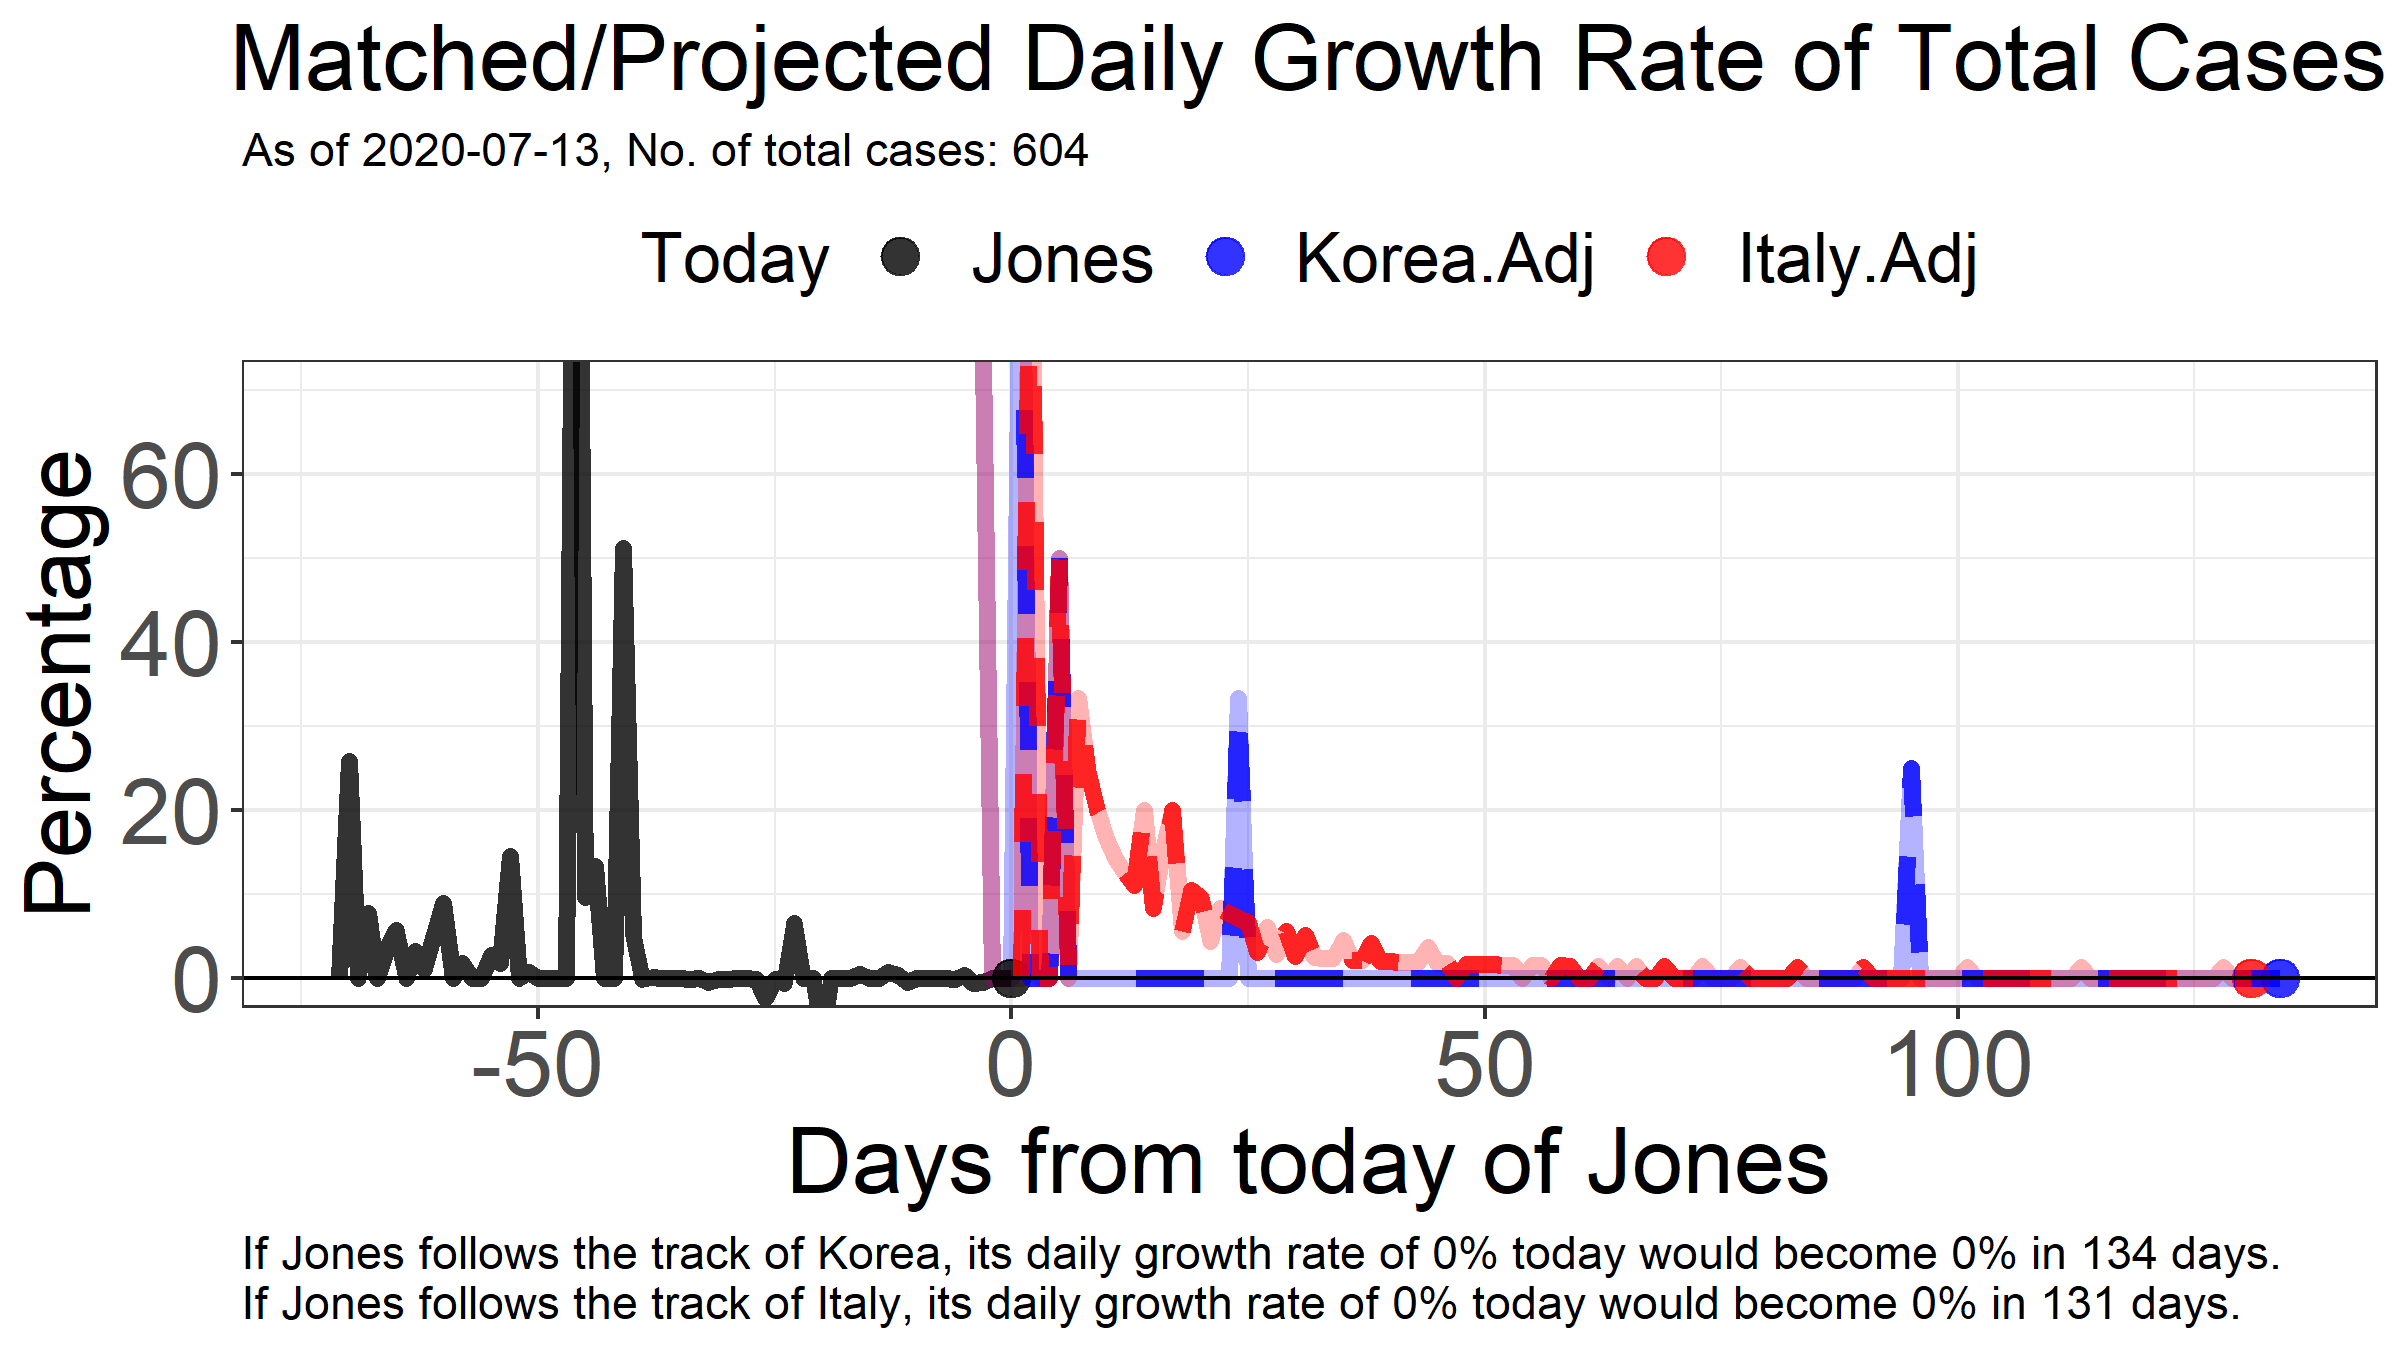 Matched/Projected Daily Growth Rate of Total Cases
As of 2020-07-13, No. of total cases: 604
Today Jones Korea.Adj Italy.Adj
Percentage
60
40
20
0
-50 0 50 100
Days from today of Jones
If Jones follows the track of Korea, its daily growth rate of 0% today would become 0% in 134 days.
If Jones follows the track of Italy, its daily growth rate of 0% today would become 0% in 131 days.